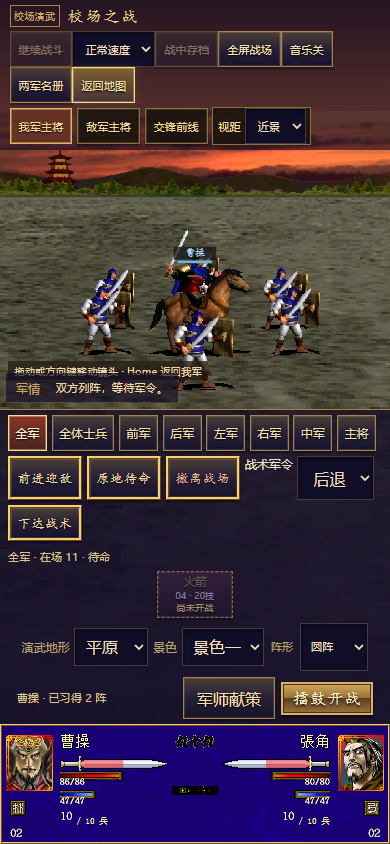 校场演武 校场之战
继续战斗 正常速度 战中存档 全屏战场 音乐关
两军名册 返回地图
我军主将 敌军主将 交锋前线 视距 近景
曹操
拖动或方向键移动镜头 · Home 返回我军
军情 双方列阵，等待军令。
全军 全体士兵 前军 后军 左军 右军 中军 主将
前进迎敌 原地待命 撤离战场 战术军令 后退
下达战术
全军 · 在场 11 · 待命
火箭
04 · 20技
尚未开战
演武地形 平原 景色 景色一 阵形 圆阵
曹操 · 已习得 2 阵
军师献策 擂鼓开战
曹操 張角
86/86 80/80
47/47 47/47
10 / 10 兵 10 / 10 兵
02 02